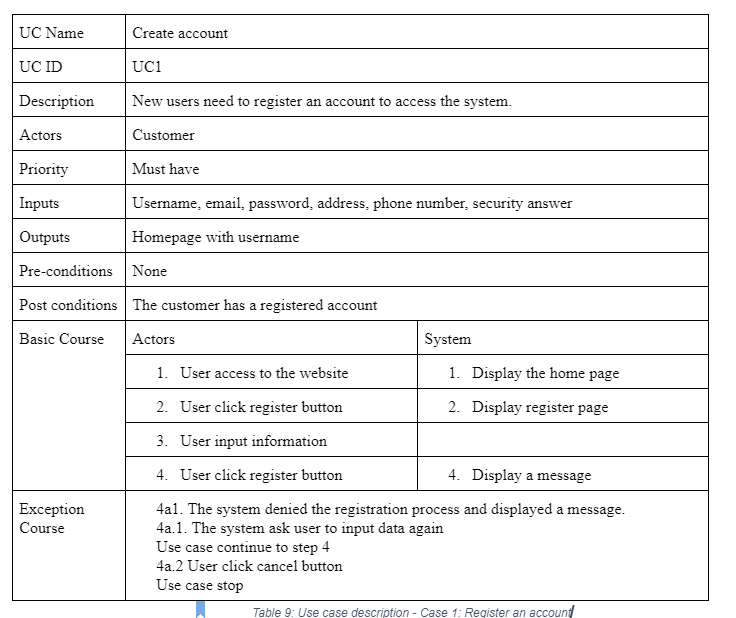 UC Name Create account
UC ID UC1
Description New users need to register an account to access the system.
Actors Customer
Priority Must have
Inputs Username, email, password, address, phone number, security answer
Outputs Homepage with username
Pre-conditions None
Post conditions The customer has a registered account
Basic Course Actors System
1. User access to the website 1. Display the home page
2. User click register button 2. Display register page
3. User input information
4. User click register button 4. Display a message
Exception 4a1. The system denied the registration process and displayed a message.
Course 4a.1. The system ask user to input data again
Use case continue to step 4
4a.2 User click cancel button
Use case stop
Table 9: Use case description - Case 1: Register an account